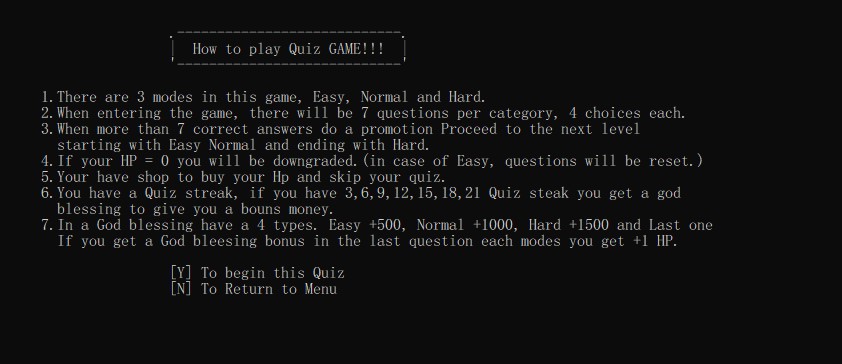 How to play Quiz GAME!!!
1. There are 3 modes in this game, Easy, Normal and Hard.
2. When entering the game, there will be 7 questions per category, 4 choices each.
3. When more than 7 correct answers do a promotion Proceed to the next level
starting with Easy Normal and ending with Hard.
4. If your HP = 0 you will be downgraded.(in case of Easy, questions will be reset.)
5. Your have shop to buy your Hp and skip your quiz.
6. You have a Quiz streak, if you have 3,6,9,12,15,18,21 Quiz steak you get a god
blessing to give you a bouns money.
7. In a God blessing have a 4 types. Easy +500, Normal +1000, Hard +1500 and Last one
If you get a God bleesing bonus in the last question each modes you get +1 HP.
[Y] To begin this Quiz
[N] To Return to Menu